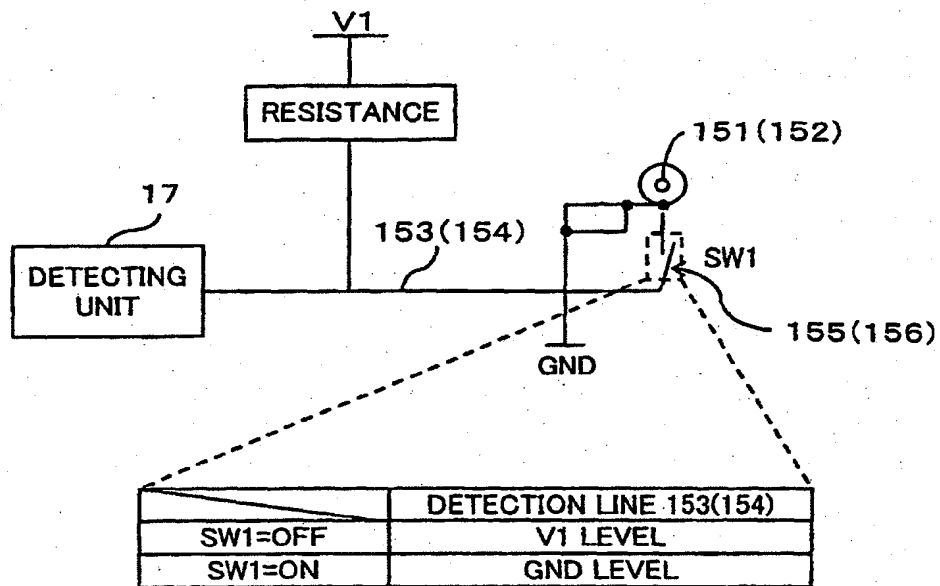 V1
RESISTANCE
151(152)
17
153(154)
DETECTING
UNIT
SW1
155(156)
GND
DETECTION LINE 153(154)
SW1=OFF V1 LEVEL
SW1=ON GND LEVEL